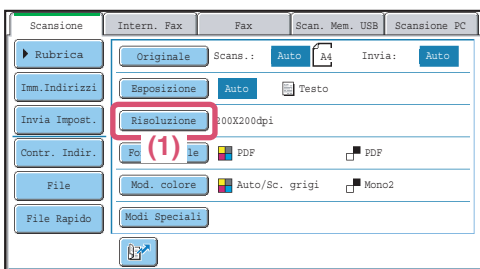 Scansione Intern. Fax Fax Scan. Mem. USB Scansione PC
Rubrica Originale Scans.: Auto A4 Invia: Auto
Imm.Indirizzi Esposizione Auto Testo
Invia Impost. Risoluzione 200X200dpi
Contr. Indir. (1) PDF PDF
File Mod. colore Auto/Sc. grigi Mono2
File Rapido Modi Speciali